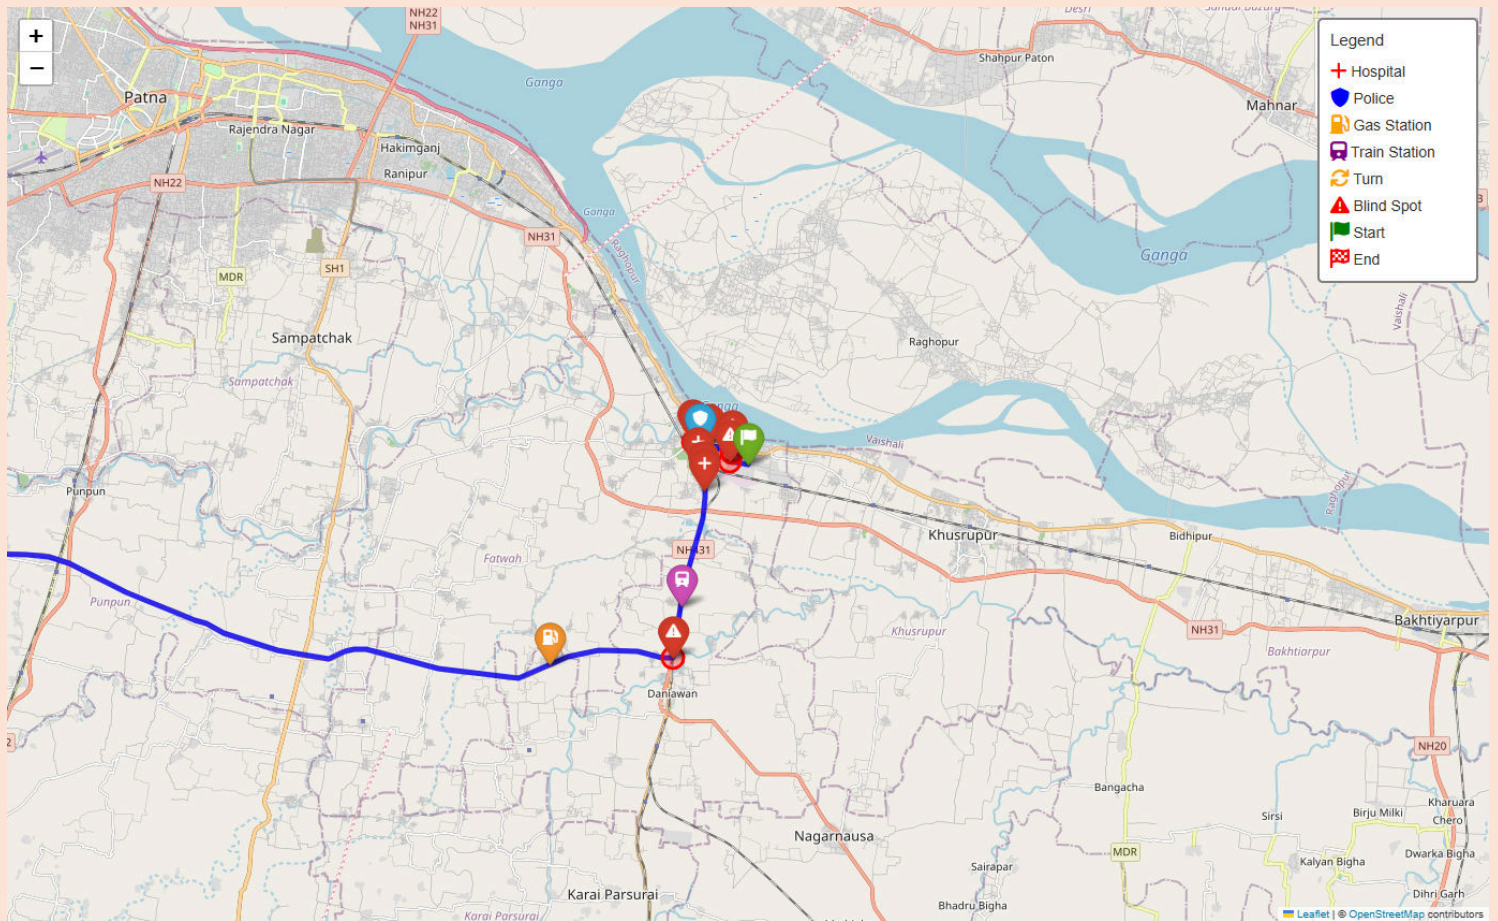 +
−
NH22
NH31
Ganga
Desri
Shahpur Paton
Mahnar
Patna
Rajendra Nagar
Hakimganj
Ranipur
NH22
Ganga
NH31
Raghopur
Ganga
SH1
MDR
Vaishali
Sampatchak
Sampatchak
Raghopur
Ganga
Vaishali
Punpun
Raghopur
Khusrupur
Bidhipur
Fatwah
Punpun
Khusrupur
NH31
Bakhtiyarpur
Bakhtiarpur
Daniawan
NH20
Bangacha
Nagarnausa
Sirsi
Birju Milki
Kharuara
Chero
MDR
Sairapar
Kalyan Bigha
Dwarka Bigha
Karai Parsurai
Karai Parsurai
Bhadru Bigha
Dihri Garh
Legend
Hospital
Police
Gas Station
Train Station
Turn
Blind Spot
Start
End
Leaflet | © OpenStreetMap contributors